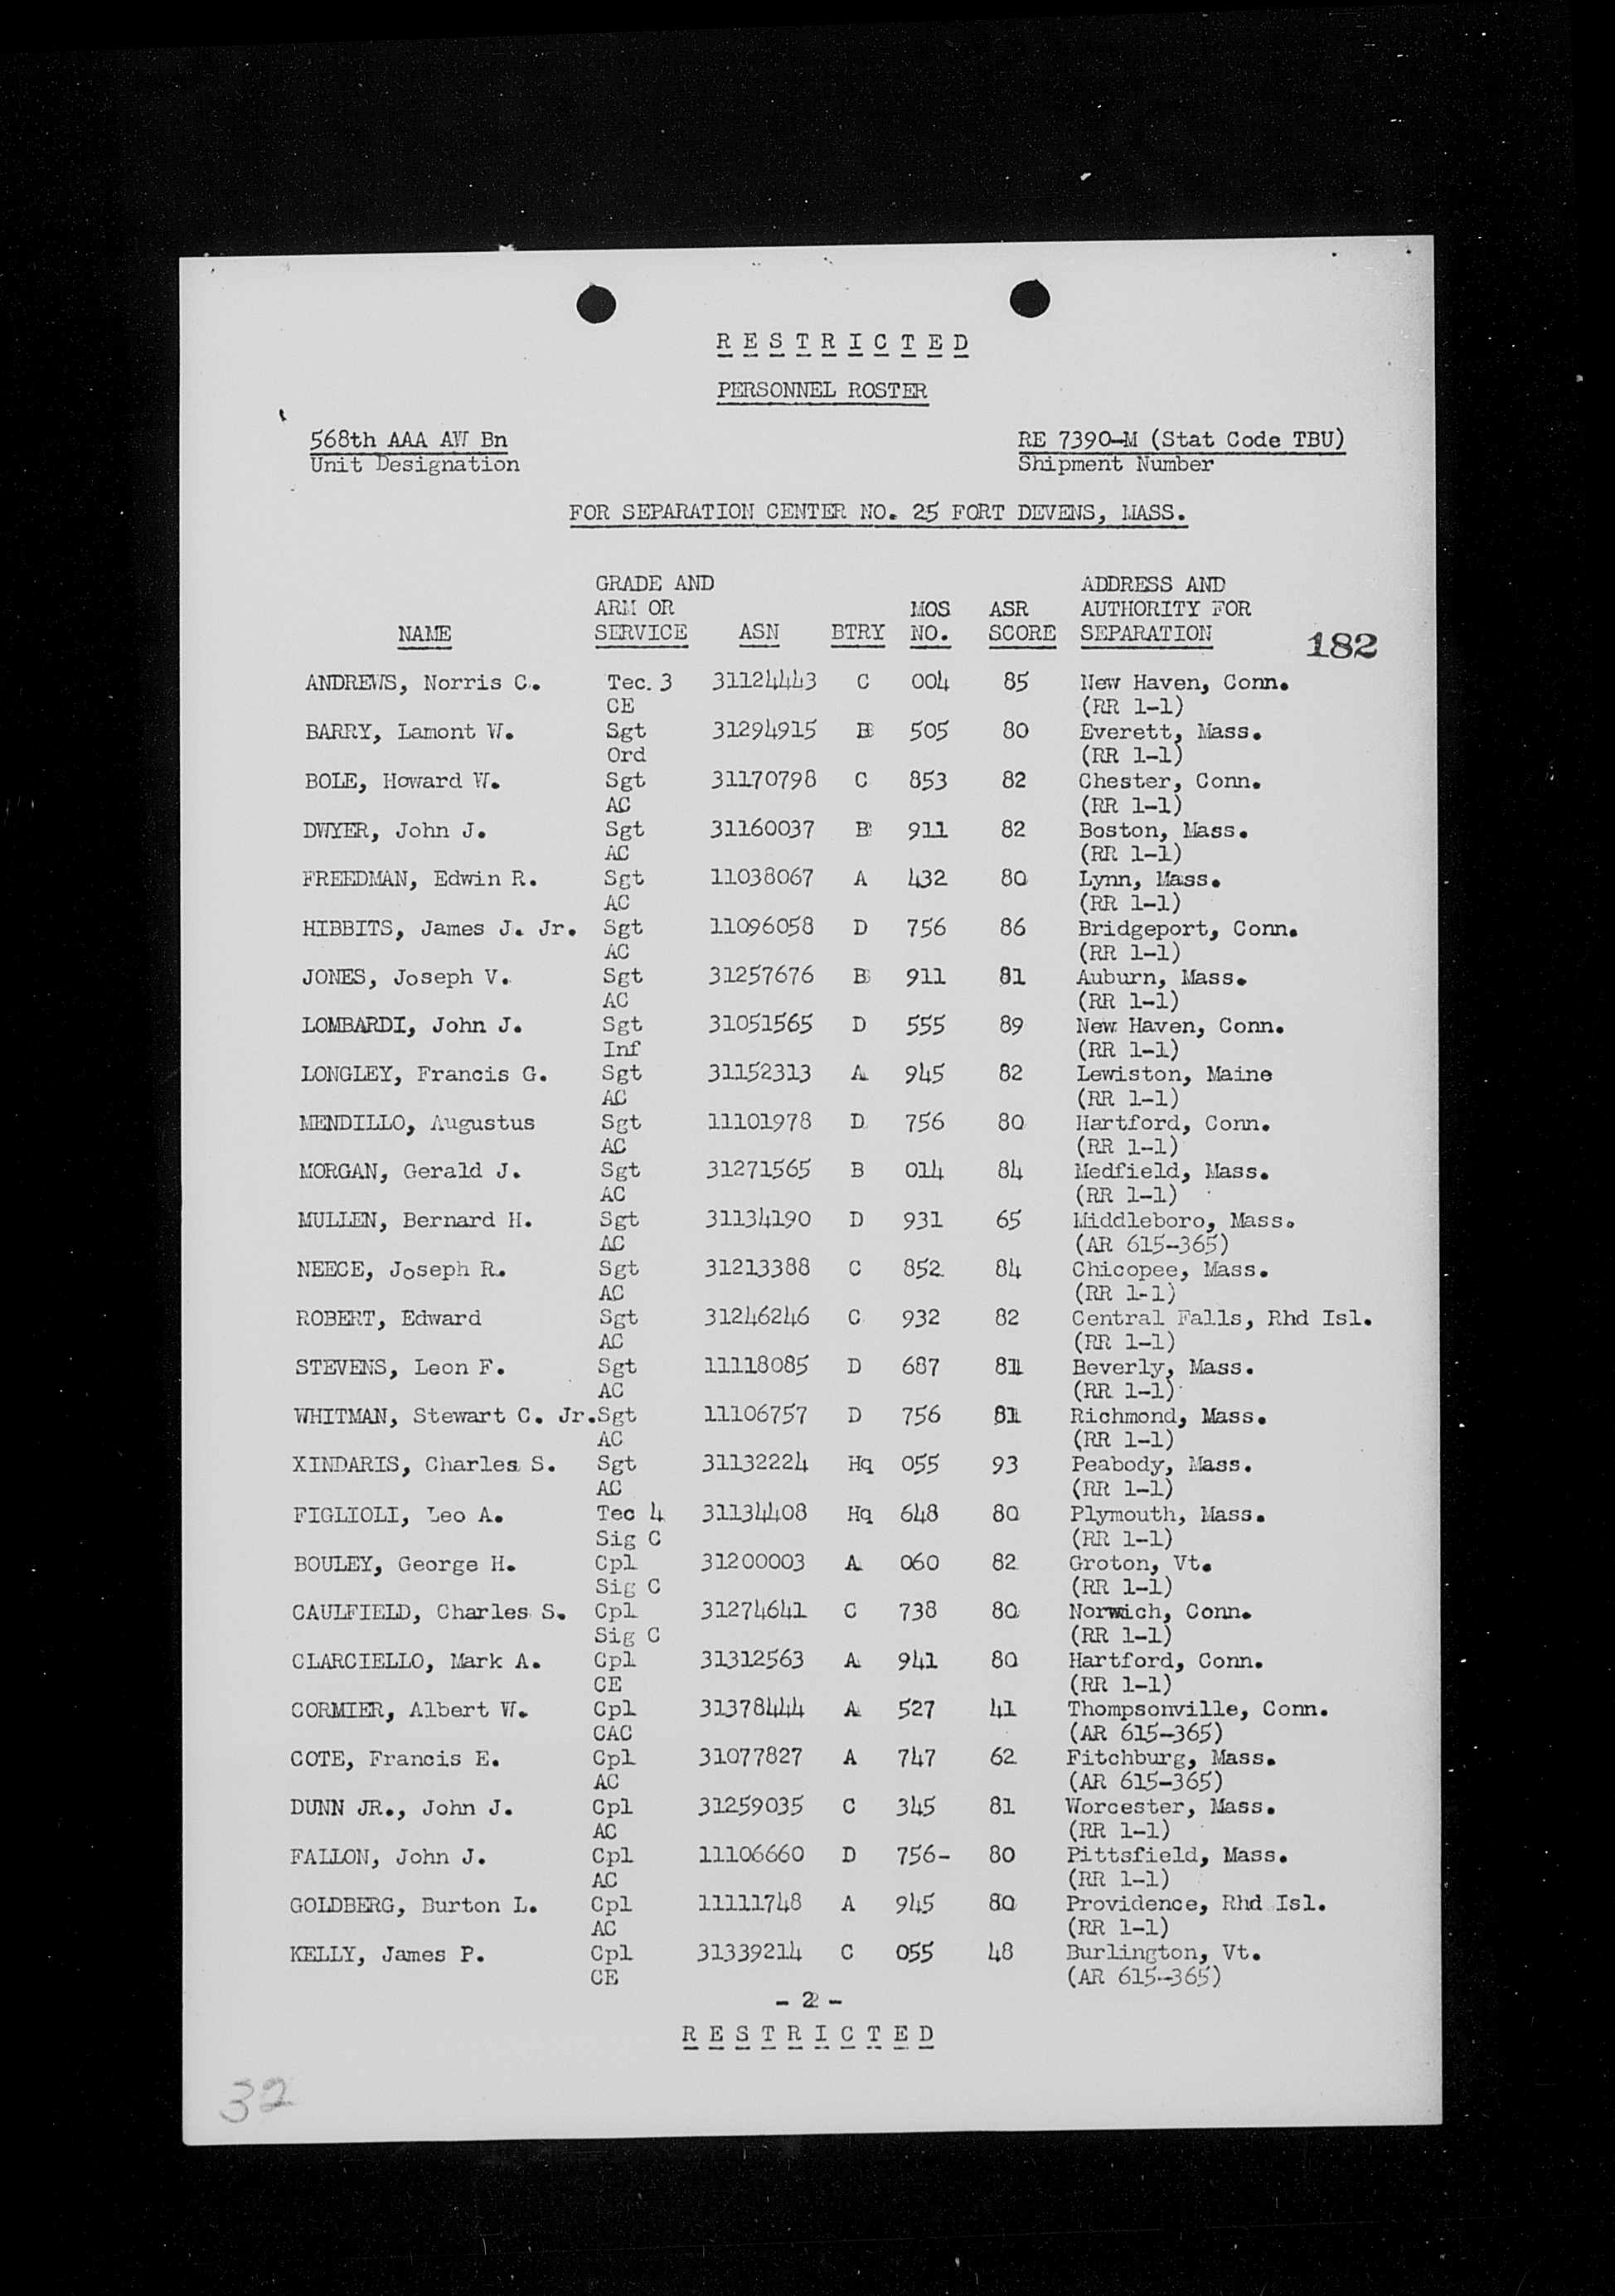 R E S T R I C T E D
PERSONNEL ROSTER
568th AAA AW Bn RE 7390-M (Stat Code TBU)
Unit Designation Shipment Number
FOR SEPARATION CENTER NO. 25 FORT DEVENS, MASS.
GRADE AND ADDRESS AND
ARM OR MOS ASR AUTHORITY FOR
NAME SERVICE ASN BTRY NO. SCORE SEPARATION 182
ANDREWS, Norris C. Tec. 3 31124443 C 004 85 New Haven, Conn.
CE (RR 1-1)
BARRY, Lamont W. Sgt 31294915 B 505 80 Everett, Mass.
Ord (RR 1-1)
BOLE, Howard W. Sgt 31170798 C 853 82 Chester, Conn.
AC (RR 1-1)
DWYER, John J. Sgt 31160037 B 911 82 Boston, Mass.
AC (RR 1-1)
FREEDMAN, Edwin R. Sgt 11038067 A 432 80 Lynn, Mass.
AC (RR 1-1)
HIBBITS, James J. Jr. Sgt 11096058 D 756 86 Bridgeport, Conn.
AC (RR 1-1)
JONES, Joseph V. Sgt 31257676 B 911 81 Auburn, Mass.
AC (RR 1-1)
LOMBARDI, John J. Sgt 31051565 D 555 89 New Haven, Conn.
Inf (RR 1-1)
LONGLEY, Francis G. Sgt 31152313 A 945 82 Lewiston, Maine
AC (RR 1-1)
MENDILLO, Augustus Sgt 11101978 D 756 80 Hartford, Conn.
AC (RR 1-1)
MORGAN, Gerald J. Sgt 31271565 B 014 84 Medfield, Mass.
AC (RR 1-1)
MULLEN, Bernard H. Sgt 31134190 D 931 65 Middleboro, Mass.
AC (AR 615-365)
NEECE, Joseph R. Sgt 31213388 C 852 84 Chicopee, Mass.
AC (RR 1-1)
ROBERT, Edward Sgt 31246246 C 932 82 Central Falls, Rhd Isl.
AC (RR 1-1)
STEVENS, Leon F. Sgt 11118085 D 687 81 Beverly, Mass.
AC (RR 1-1)
WHITMAN, Stewart C. Jr. Sgt 11106757 D 756 81 Richmond, Mass.
AC (RR 1-1)
XINDARIS, Charles S. Sgt 31132224 Hq 055 93 Peabody, Mass.
AC (RR 1-1)
FIGLIOLI, Leo A. Tec 4 31134408 Hq 648 80 Plymouth, Mass.
Sig C (RR 1-1)
BOULEY, George H. Cpl 31200003 A 060 82 Groton, Vt.
Sig C (RR 1-1)
CAULFIELD, Charles S. Cpl 31274641 C 738 80 Norwich, Conn.
Sig C (RR 1-1)
CLARCIELLO, Mark A. Cpl 31312563 A 941 80 Hartford, Conn.
CE (RR 1-1)
CORMIER, Albert W. Cpl 31378444 A 527 41 Thompsonville, Conn.
CAC (AR 615-365)
COTE, Francis E. Cpl 31077827 A 747 62 Fitchburg, Mass.
AC (AR 615-365)
DUNN JR., John J. Cpl 31259035 C 345 81 Worcester, Mass.
AC (RR 1-1)
FALLON, John J. Cpl 11106660 D 756- 80 Pittsfield, Mass.
AC (RR 1-1)
GOLDBERG, Burton L. Cpl 11111748 A 945 80 Providence, Rhd Isl.
AC (RR 1-1)
KELLY, James P. Cpl 31339214 C 055 48 Burlington, Vt.
CE (AR 615-365)
- 2 -
R E S T R I C T E D
32